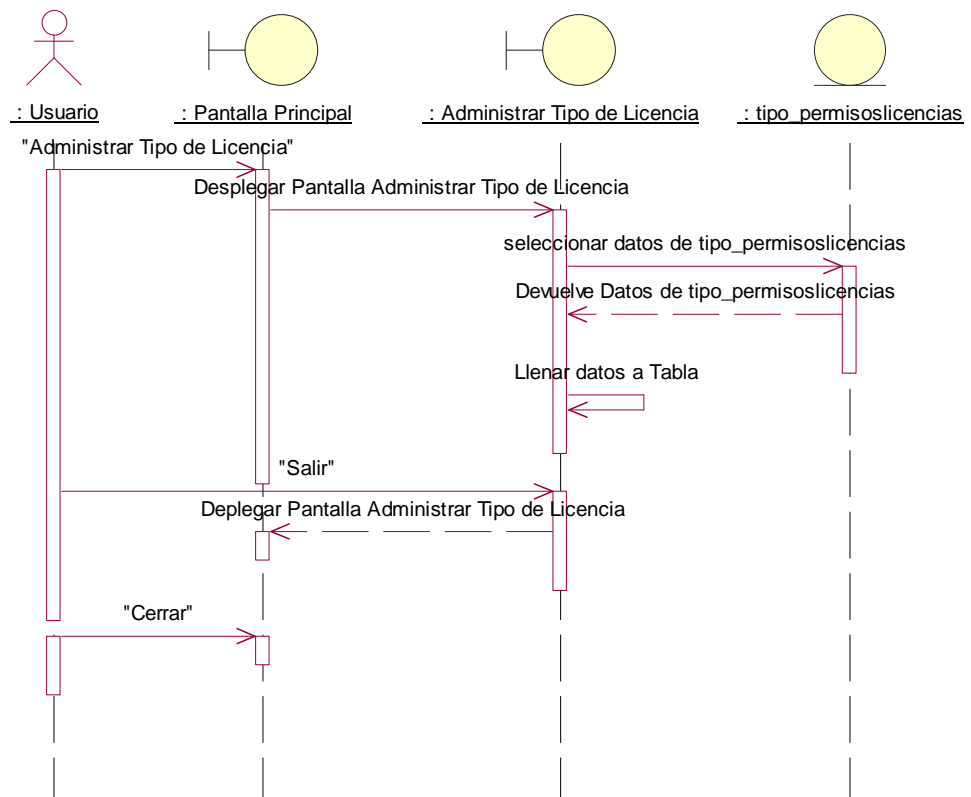 : Usuario
: Pantalla Principal
: Administrar Tipo de Licencia
: tipo_permisoslicencias
"Administrar Tipo de Licencia"
Desplegar Pantalla Administrar Tipo de Licencia
seleccionar datos de tipo_permisoslicencias
Devuelve Datos de tipo_permisoslicencias
Llenar datos a Tabla
"Salir"
Deplegar Pantalla Administrar Tipo de Licencia
"Cerrar"